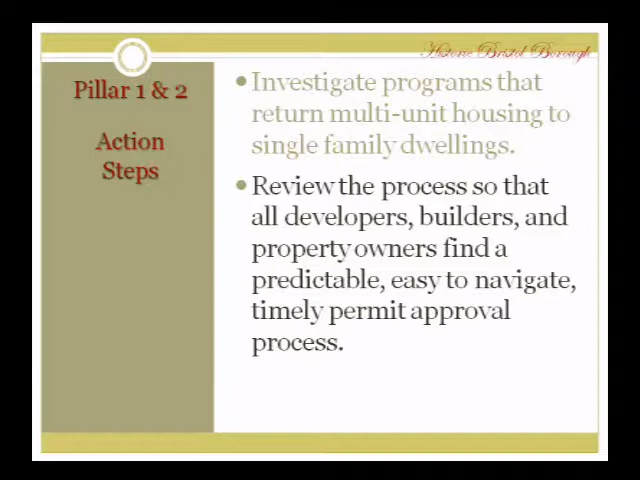 Historic Bristol Borough
Pillar 1 & 2
Action
Steps
Investigate programs that
return multi-unit housing to
single family dwellings.
Review the process so that
all developers, builders, and
property owners find a
predictable, easy to navigate,
timely permit approval
process.